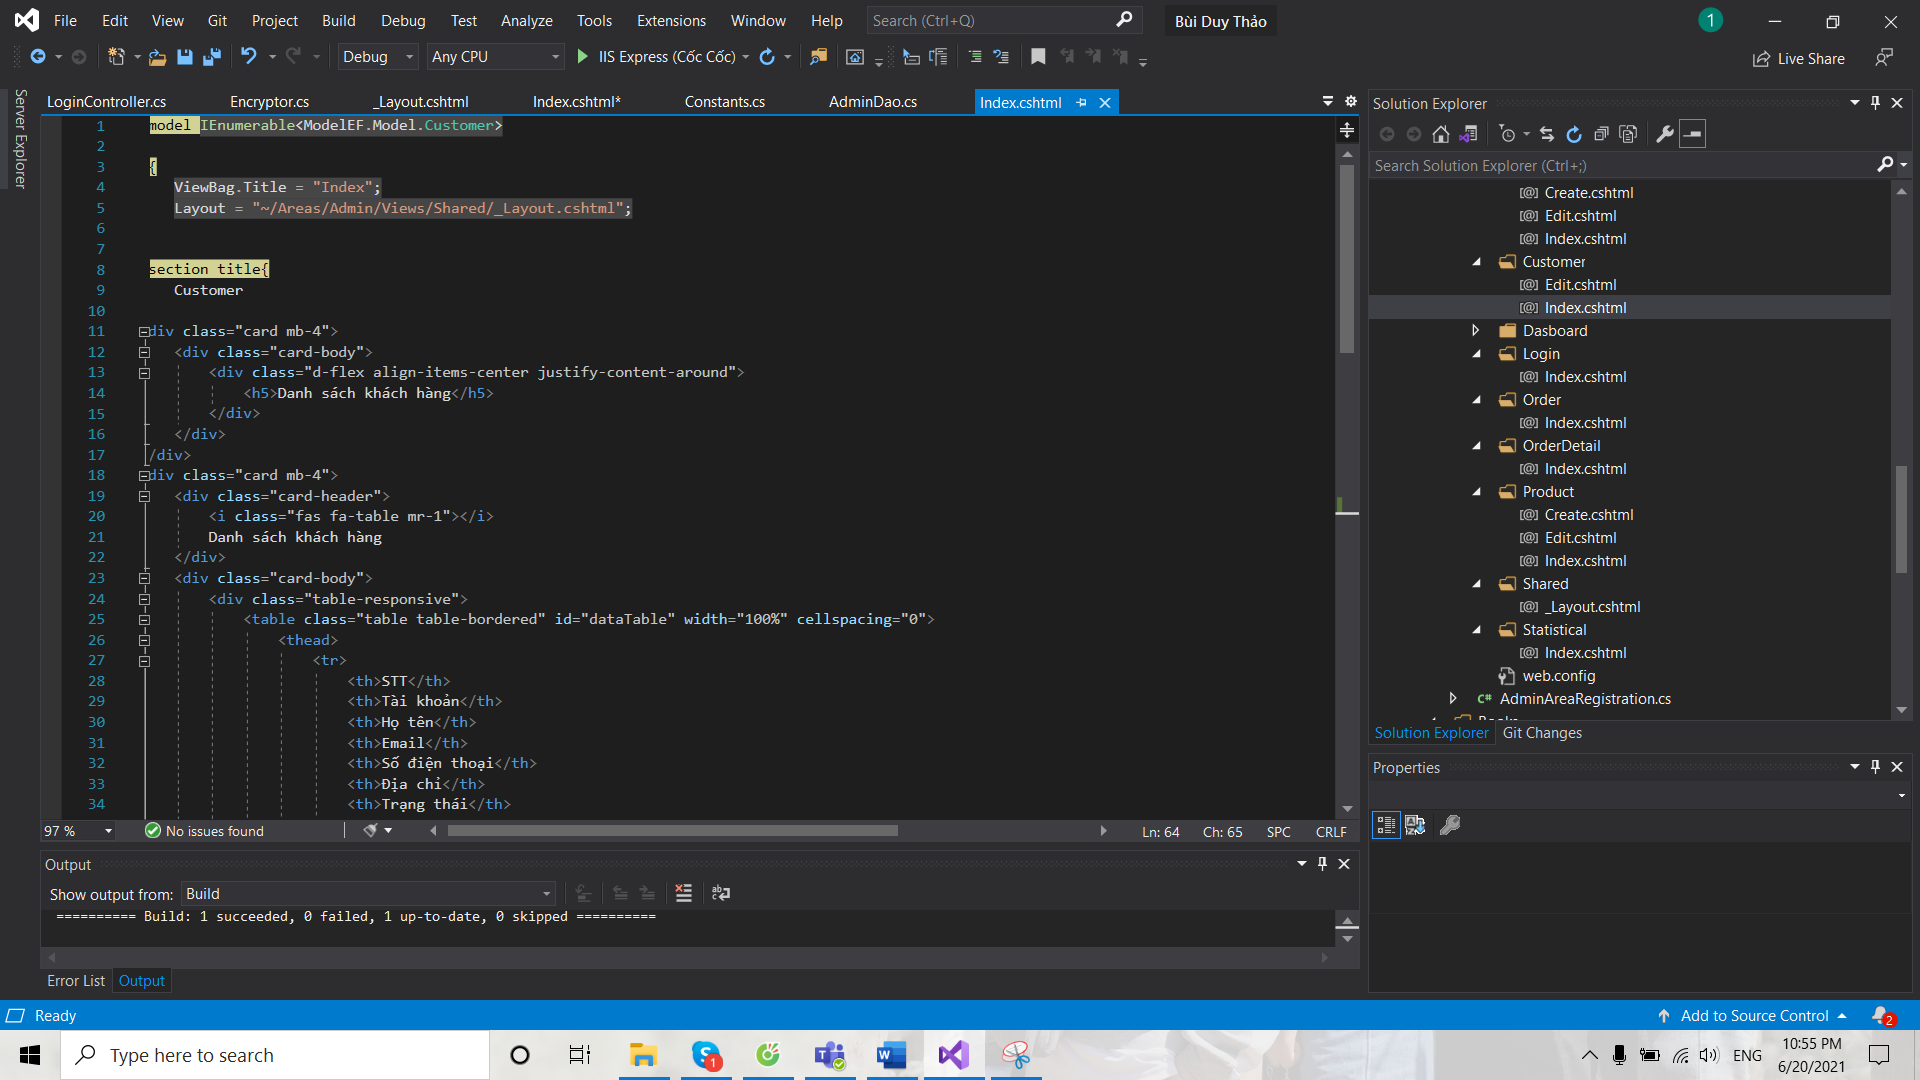 File Edit View Git Project Build Debug Test Analyze Tools Extensions Window Help Search (Ctrl+Q) Bùi Duy Thảo 1
Debug Any CPU IIS Express (Cốc Cốc) Live Share
Server Explorer
LoginController.cs Encryptor.cs _Layout.cshtml Index.cshtml* Constants.cs AdminDao.cs Index.cshtml
1 model IEnumerable<ModelEF.Model.Customer>
2
3 {
4 ViewBag.Title = "Index";
5 Layout = "~/Areas/Admin/Views/Shared/_Layout.cshtml";
6
7
8 section title{
9 Customer
10
11 div class="card mb-4">
12 <div class="card-body">
13 <div class="d-flex align-items-center justify-content-around">
14 <h5>Danh sách khách hàng</h5>
15 </div>
16 </div>
17 /div>
18 div class="card mb-4">
19 <div class="card-header">
20 <i class="fas fa-table mr-1"></i>
21 Danh sách khách hàng
22 </div>
23 <div class="card-body">
24 <div class="table-responsive">
25 <table class="table table-bordered" id="dataTable" width="100%" cellspacing="0">
26 <thead>
27 <tr>
28 <th>STT</th>
29 <th>Tài khoản</th>
30 <th>Họ tên</th>
31 <th>Email</th>
32 <th>Số điện thoại</th>
33 <th>Địa chỉ</th>
34 <th>Trạng thái</th>
97 % No issues found Ln: 64 Ch: 65 SPC CRLF
Output
Show output from: Build
========== Build: 1 succeeded, 0 failed, 1 up-to-date, 0 skipped ==========
Error List Output
Solution Explorer
Search Solution Explorer (Ctrl+;)
Create.cshtml
Edit.cshtml
Index.cshtml
Customer
Edit.cshtml
Index.cshtml
Dasboard
Login
Index.cshtml
Order
Index.cshtml
OrderDetail
Index.cshtml
Product
Create.cshtml
Edit.cshtml
Index.cshtml
Shared
_Layout.cshtml
Statistical
Index.cshtml
web.config
C# AdminAreaRegistration.cs
Solution Explorer Git Changes
Properties
Ready Add to Source Control 2
Type here to search 1 ENG 10:55 PM
6/20/2021